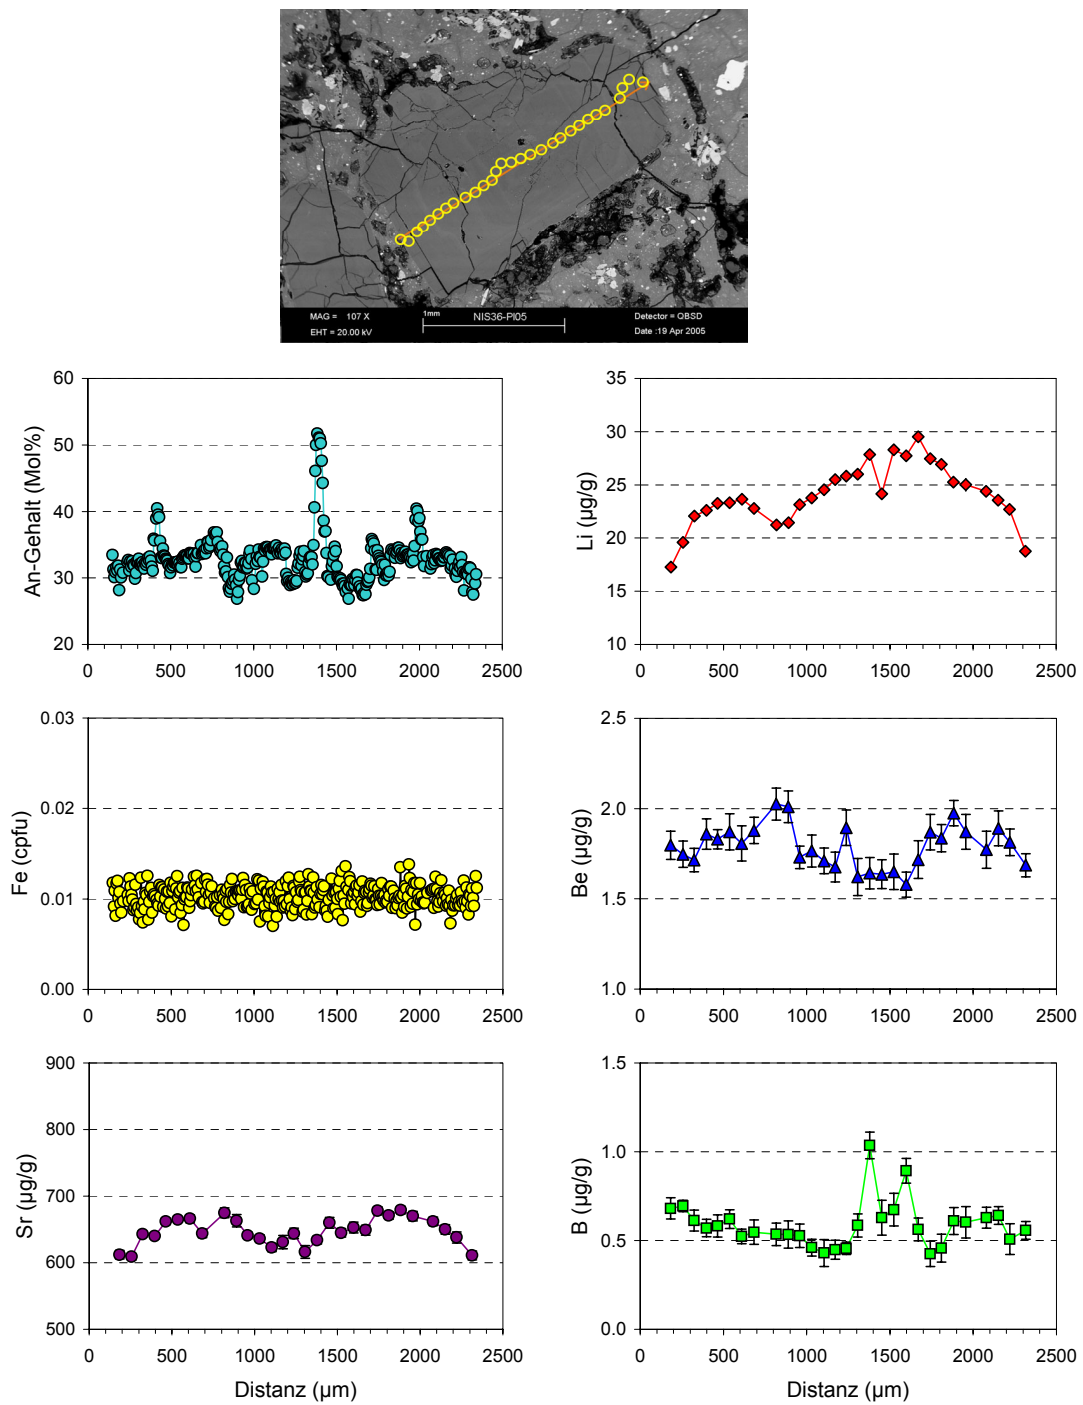 MAG = 107 X
1mm
NIS36-Pl05
Detector = QBSD
EHT = 20.00 kV
Date :19 Apr 2005
An-Gehalt (Mol%)
60
50
40
30
20
0 500 1000 1500 2000 2500
Li (µg/g)
35
30
25
20
15
10
0 500 1000 1500 2000 2500
Fe (cpfu)
0.03
0.02
0.01
0.00
0 500 1000 1500 2000 2500
Be (µg/g)
2.5
2.0
1.5
1.0
0 500 1000 1500 2000 2500
Sr (µg/g)
900
800
700
600
500
0 500 1000 1500 2000 2500
Distanz (µm)
B (µg/g)
1.5
1.0
0.5
0.0
0 500 1000 1500 2000 2500
Distanz (µm)